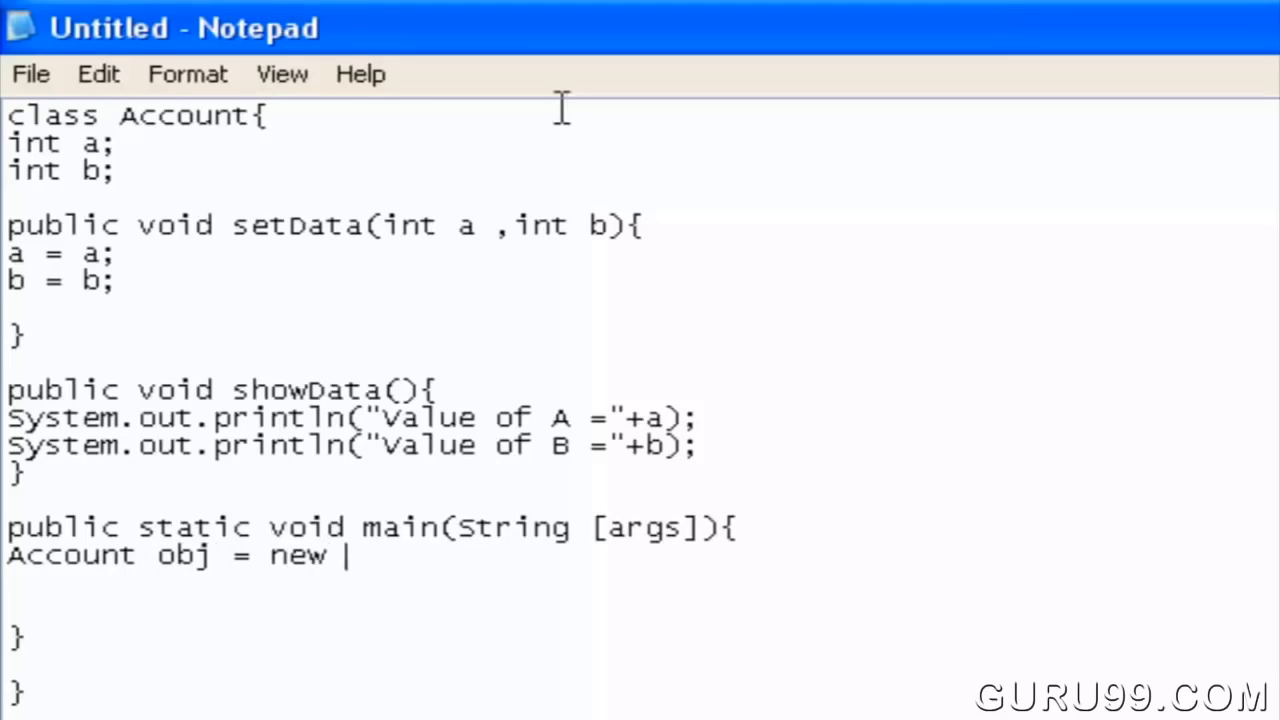 Untitled - Notepad
File Edit Format View Help
class Account{
int a;
int b;
public void setData(int a ,int b){
a = a;
b = b;
}
public void showData(){
System.out.println("Value of A ="+a);
System.out.println("Value of B ="+b);
}
public static void main(String [args]){
Account obj = new
}
}
GURU99.COM